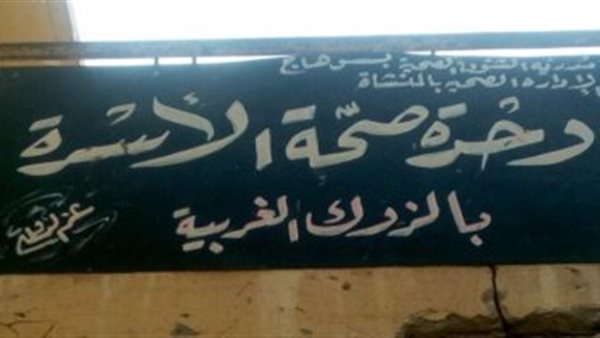 مديرية الشئون الصحية بسوهاج
الإدارة الصحية بالمنشاة
وحدة صحة الأسرة
بالزوك الغربية